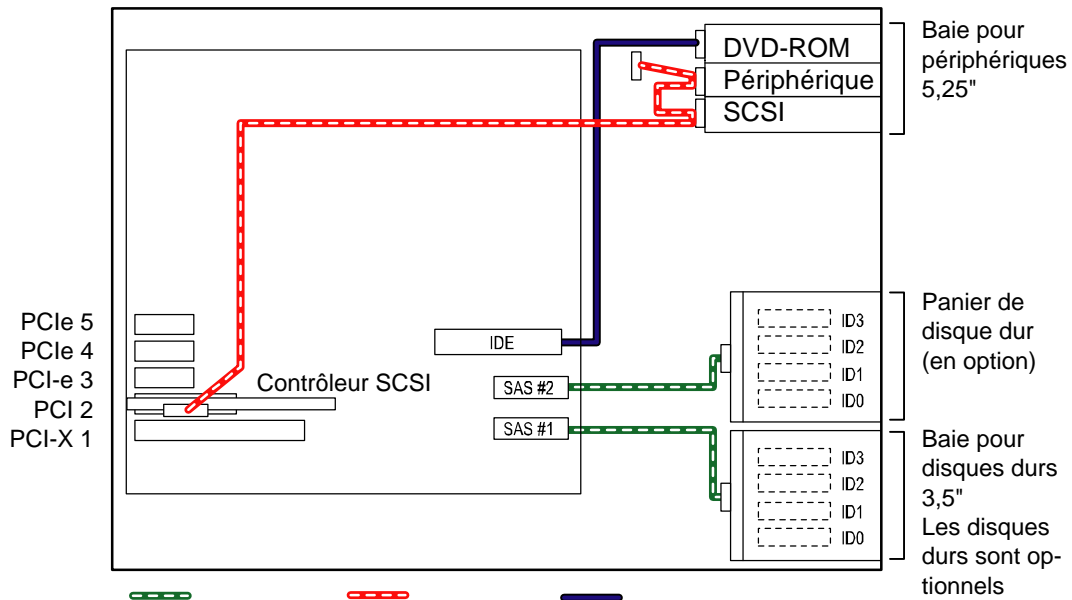 DVD-ROM
Périphérique
SCSI
Baie pour
périphériques
5,25"
PCIe 5
PCIe 4
PCI-e 3
PCI 2
PCI-X 1
Contrôleur SCSI
IDE
SAS #2
SAS #1
ID3
ID2
ID1
ID0
Panier de
disque dur
(en option)
ID3
ID2
ID1
ID0
Baie pour
disques durs
3,5"
Les disques
durs sont op-
tionnels